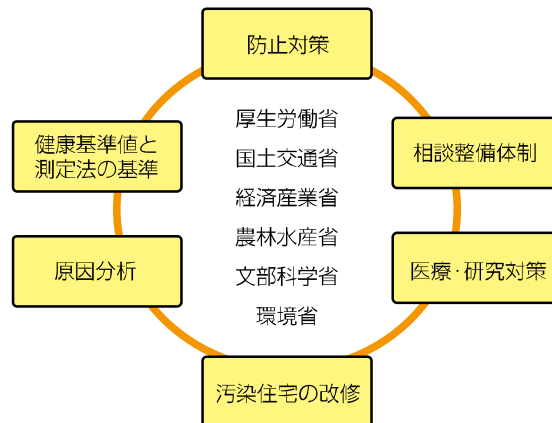 防止対策
健康基準値と
測定法の基準
厚生労働省
国土交通省
経済産業省
農林水産省
文部科学省
環境省
相談整備体制
原因分析
医療・研究対策
汚染住宅の改修